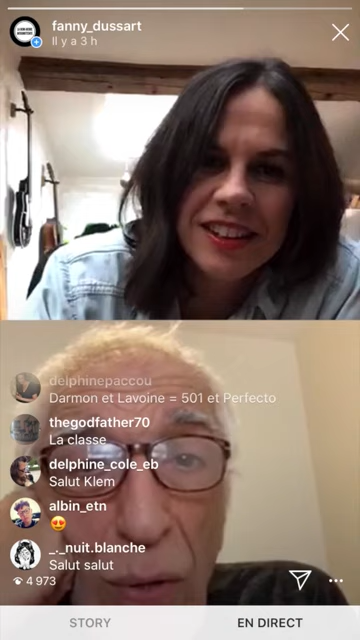 fanny_dussart
Il y a 3 h
delphinepaccou
Darmon et Lavoine = 501 et Perfecto
thegodfather70
La classe
delphine_cole_eb
Salut Klem
albin_etn
😍
_._nuit.blanche
Salut salut
4 973
STORY
EN DIRECT